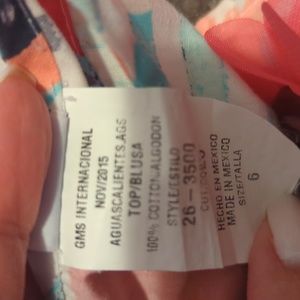 GMS INTERNACIONAL
NOV/2015
AGUASCALIENTES,AGS
TOP/BLUSA
100% COTTON/ALGODON
STYLE/ESTILO
26-3500
HECHO EN MEXICO
MADE IN MEXICO
SIZE/TALLA
6